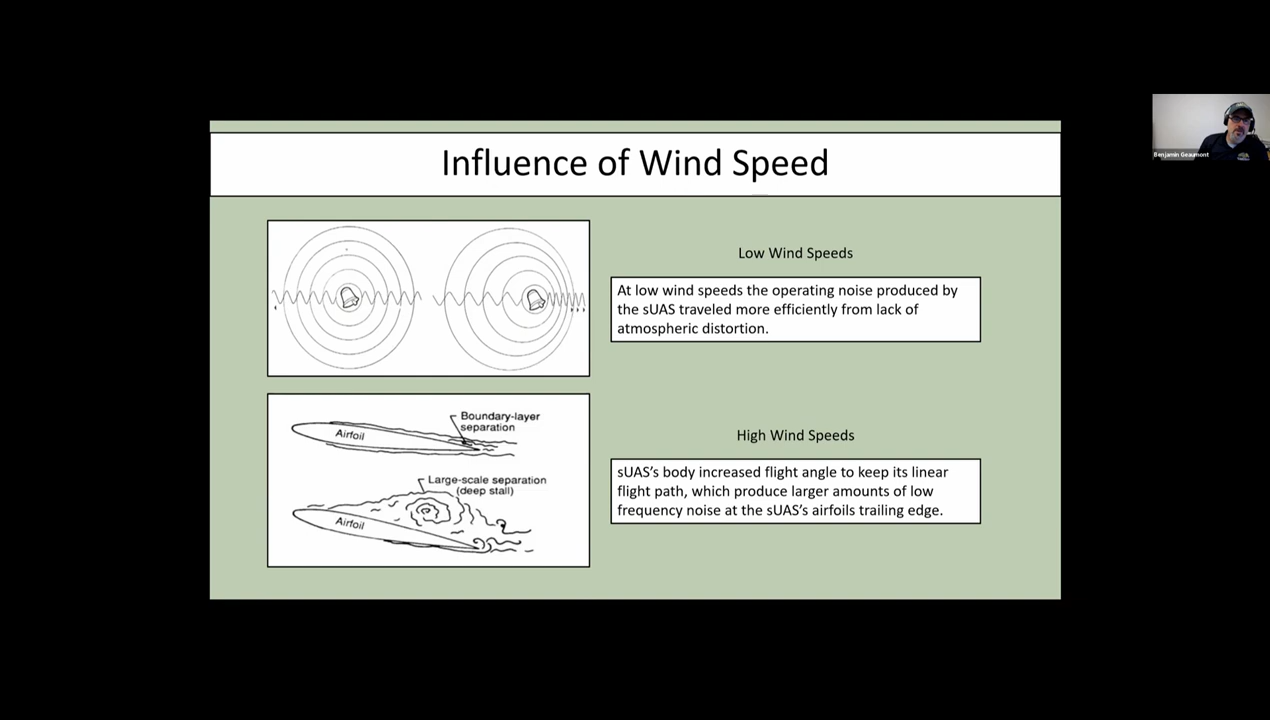 Influence of Wind Speed
Low Wind Speeds
At low wind speeds the operating noise produced by
the sUAS traveled more efficiently from lack of
atmospheric distortion.
Boundary-layer
separation
Airfoil
Large-scale separation
(deep stall)
Airfoil
High Wind Speeds
sUAS’s body increased flight angle to keep its linear
flight path, which produce larger amounts of low
frequency noise at the sUAS’s airfoils trailing edge.
Benjamin Geaumont